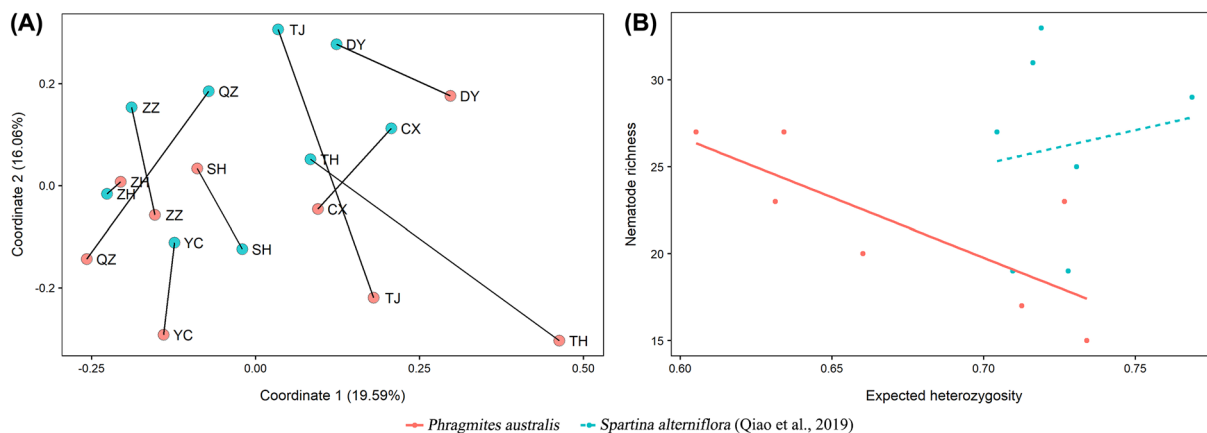 (A)
TJ
DY
DY
QZ
ZZ
CX
TH
SH
ZH
ZH
ZZ
CX
YC
SH
QZ
TJ
YC
TH
0.2
0.0
-0.2
Coordinate 2 (16.06%)
-0.25
0.00
0.25
0.50
Coordinate 1 (19.59%)
(B)
30
25
20
15
Nematode richness
0.60
0.65
0.70
0.75
Expected heterozygosity
Phragmites australis
Spartina alterniflora (Qiao et al., 2019)